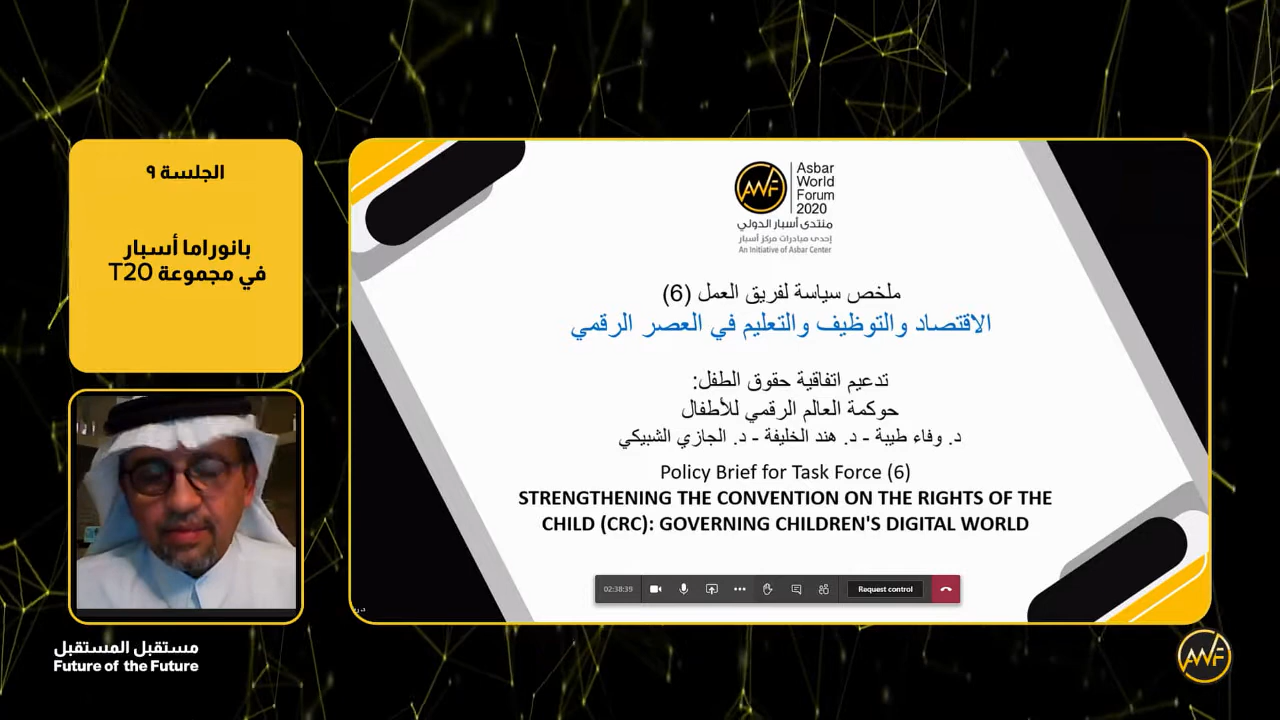 الجلسة ٩
بانوراما أسبار
في مجموعة T20
مستقبل المستقبل
Future of the Future
AWF
Asbar
World
Forum
2020
منتدى أسبار الدولي
إحدى مبادرات مركز أسبار
An Initiative of Asbar Center
ملخص سياسة لفريق العمل (6)
الاقتصاد والتوظيف والتعليم في العصر الرقمي
تدعيم اتفاقية حقوق الطفل:
حوكمة العالم الرقمي للأطفال
د. وفاء طيبة - د. هند الخليفة - د. الجازي الشبيكي
Policy Brief for Task Force (6)
STRENGTHENING THE CONVENTION ON THE RIGHTS OF THE
CHILD (CRC): GOVERNING CHILDREN'S DIGITAL WORLD
02:38:39
Request control
AWF